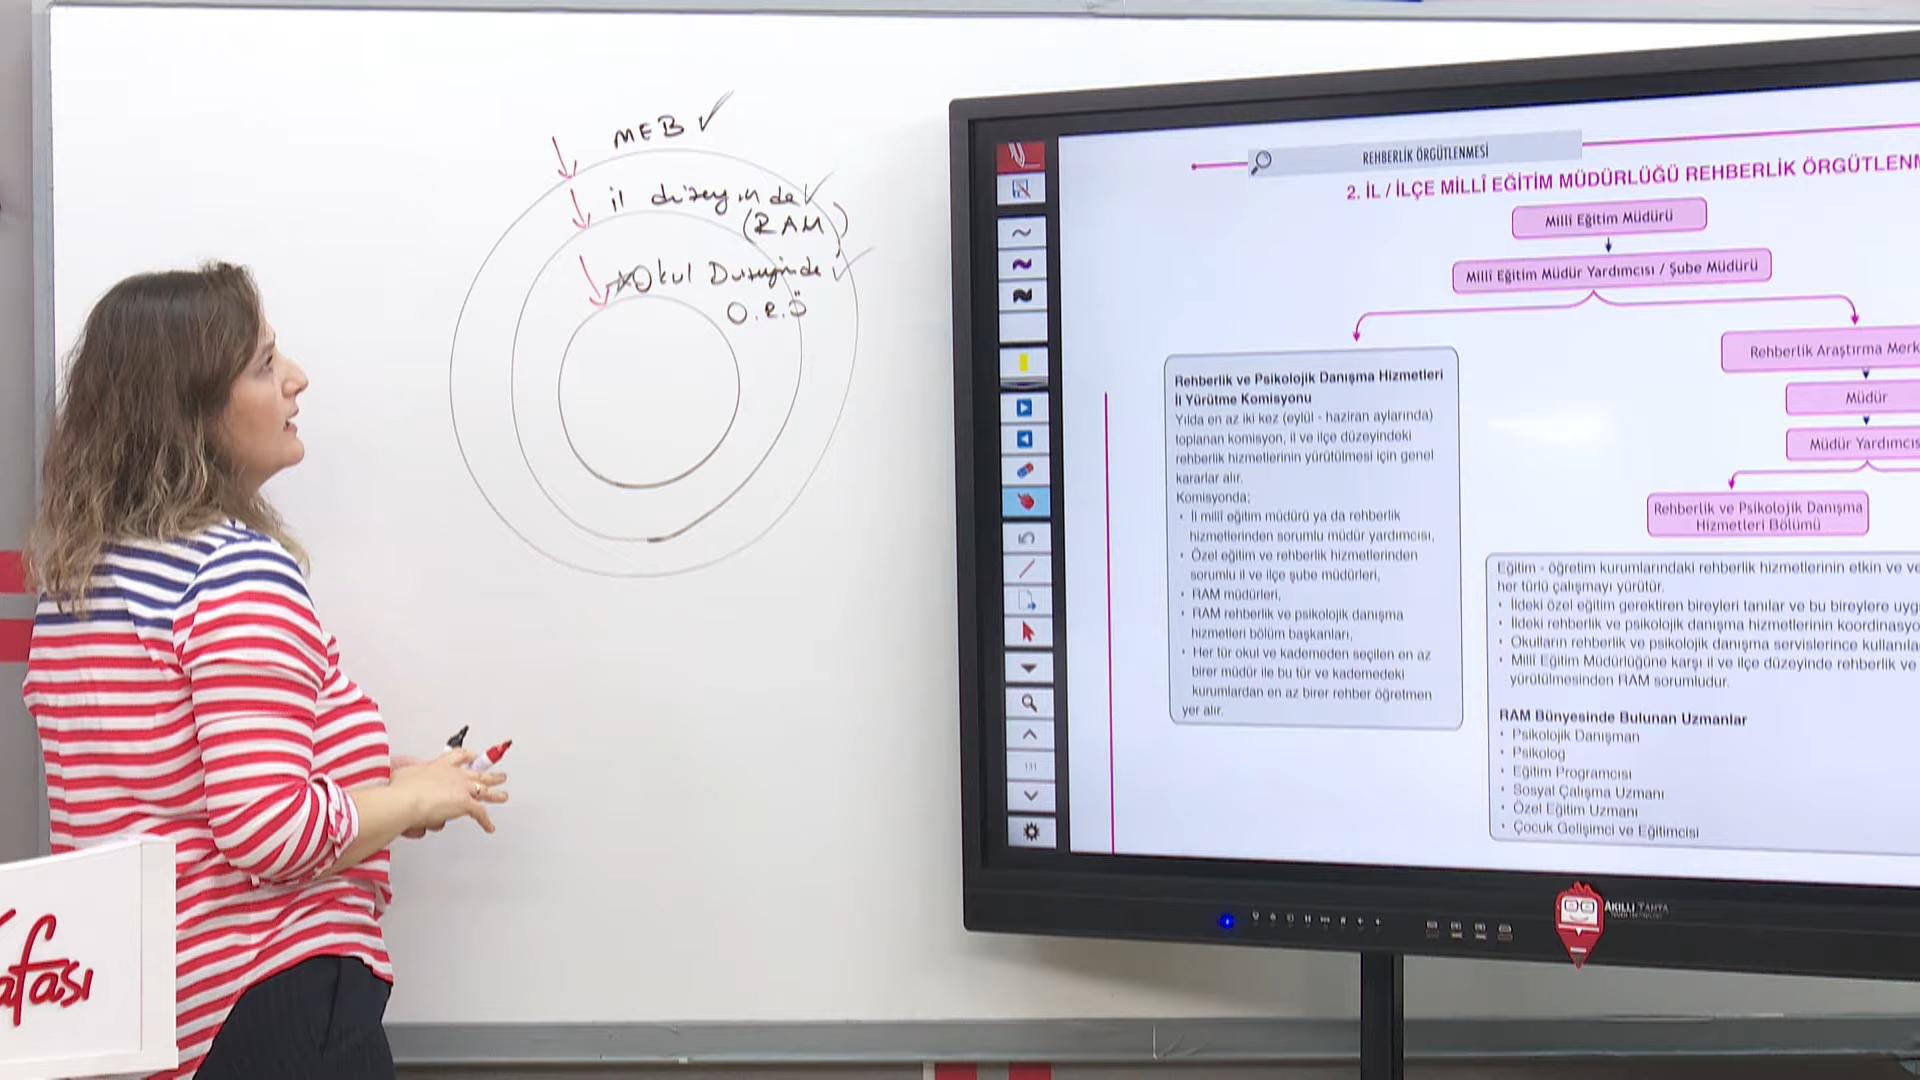 MEB ✓
il düzeyinde ✓
(RAM)
Okul Düzeyinde ✓
O.R.Ö
REHBERLİK ÖRGÜTLENMESİ
2. İL / İLÇE MİLLÎ EĞİTİM MÜDÜRLÜĞÜ REHBERLİK ÖRGÜTLENM
Millî Eğitim Müdürü
Millî Eğitim Müdür Yardımcısı / Şube Müdürü
Rehberlik Araştırma Merk
Müdür
Müdür Yardımcıs
Rehberlik ve Psikolojik Danışma
Hizmetleri Bölümü
Rehberlik ve Psikolojik Danışma Hizmetleri
İl Yürütme Komisyonu
Yılda en az iki kez (eylül - haziran aylarında)
toplanan komisyon, il ve ilçe düzeyindeki
rehberlik hizmetlerinin yürütülmesi için genel
kararlar alır.
Komisyonda;
• İl millî eğitim müdürü ya da rehberlik
hizmetlerinden sorumlu müdür yardımcısı,
• Özel eğitim ve rehberlik hizmetlerinden
sorumlu il ve ilçe şube müdürleri,
• RAM müdürleri,
• RAM rehberlik ve psikolojik danışma
hizmetleri bölüm başkanları,
• Her tür okul ve kademeden seçilen en az
birer müdür ile bu tür ve kademedeki
kurumlardan en az birer rehber öğretmen
yer alır.
Eğitim - öğretim kurumlarındaki rehberlik hizmetlerinin etkin ve ve
her türlü çalışmayı yürütür.
• İldeki özel eğitim gerektiren bireyleri tanılar ve bu bireylere uyg
• İldeki rehberlik ve psikolojik danışma hizmetlerinin koordinasyo
• Okulların rehberlik ve psikolojik danışma servislerince kullanıla
• Millî Eğitim Müdürlüğüne karşı il ve ilçe düzeyinde rehberlik ve
yürütülmesinden RAM sorumludur.
RAM Bünyesinde Bulunan Uzmanlar
• Psikolojik Danışman
• Psikolog
• Eğitim Programcısı
• Sosyal Çalışma Uzmanı
• Özel Eğitim Uzmanı
• Çocuk Gelişimci ve Eğitimcisi
AKILLI TAHTA
afası